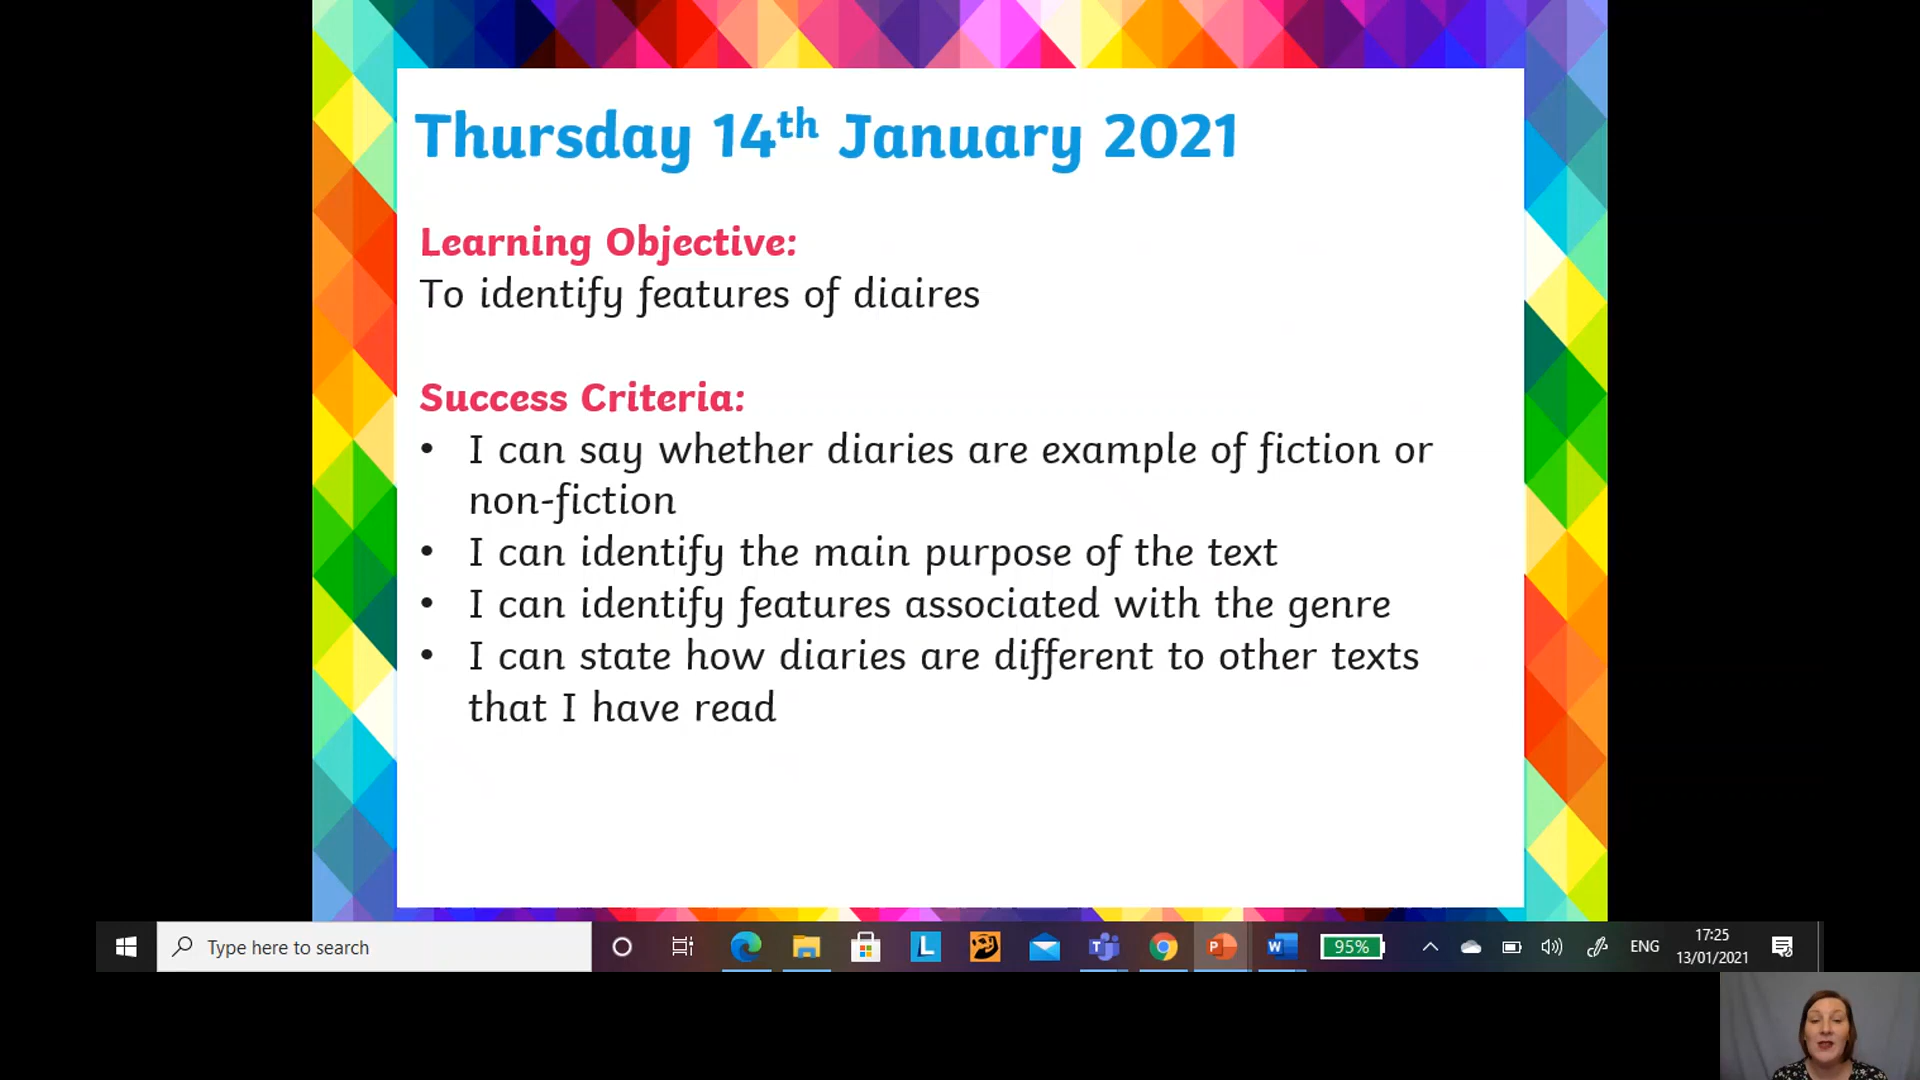 Thursday 14th January 2021
Learning Objective:
To identify features of diaires
Success Criteria:
• I can say whether diaries are example of fiction or
non-fiction
• I can identify the main purpose of the text
• I can identify features associated with the genre
• I can state how diaries are different to other texts
that I have read
Type here to search
L
T
P
W
95%
ENG
17:25
13/01/2021